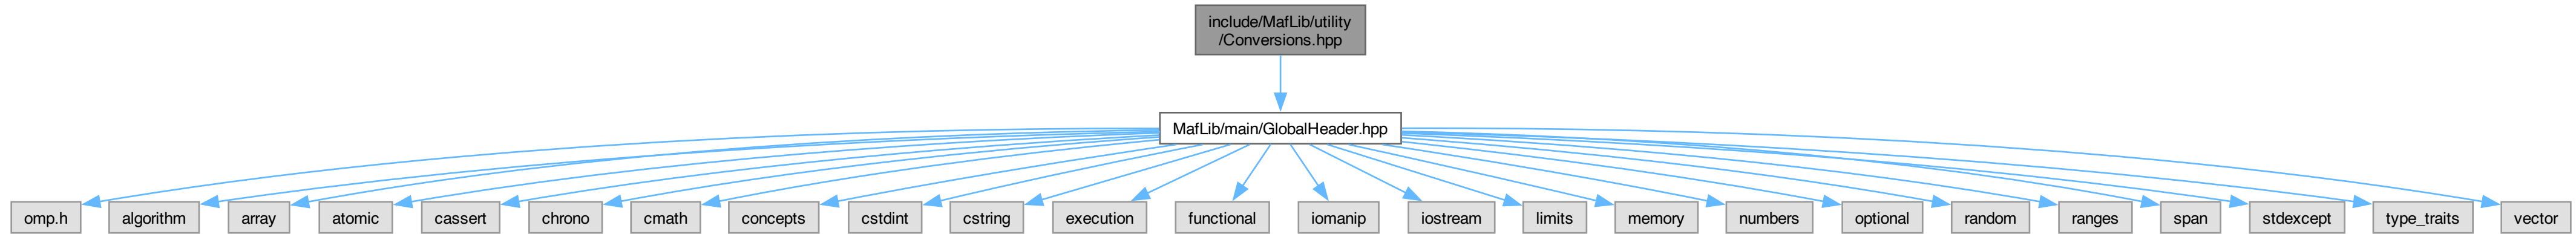 include/MafLib/utility
/Conversions.hpp
MafLib/main/GlobalHeader.hpp
omp.h
algorithm
array
atomic
cassert
chrono
cmath
concepts
cstdint
cstring
execution
functional
iomanip
iostream
limits
memory
numbers
optional
random
ranges
span
stdexcept
type_traits
vector